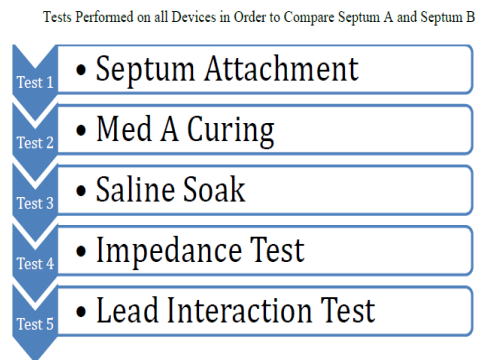 Tests Performed on all Devices in Order to Compare Septum A and Septum B
Test 1
• Septum Attachment
Test 2
• Med A Curing
Test 3
• Saline Soak
Test 4
• Impedance Test
Test 5
• Lead Interaction Test